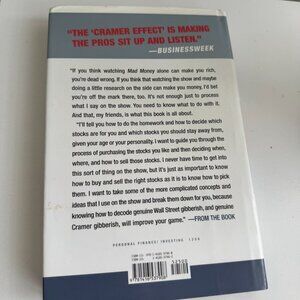 "THE 'CRAMER EFFECT' IS MAKING
THE PROS SIT UP AND LISTEN."
—BUSINESSWEEK
"If you think watching Mad Money alone can make you rich,
you're dead wrong. If you think that watching the show and maybe
doing a little research on the side can make you money, I'd bet
you're off the mark there, too. It's not enough just to process
what I say on the show. You need to know what to do with it.
And that, my friends, is what this book is all about.
"I'll tell you how to do the homework and how to decide which
stocks are for you and which stocks you should stay away from,
given your age or your personality. I want to guide you through the
process of purchasing the stocks you like and then deciding when,
where, and how to sell those stocks. I never have time to get into
this sort of thing on the show, but it's just as important to know
how to buy and sell the right stocks as it is to know how to pick
them. I want to take some of the more complicated concepts and
ideas that I use on the show and break them down for you, because
knowing how to decode genuine Wall Street gibberish, and genuine
Cramer gibberish, will improve your game." —FROM THE BOOK
PERSONAL FINANCE/ INVESTING 1206
52500